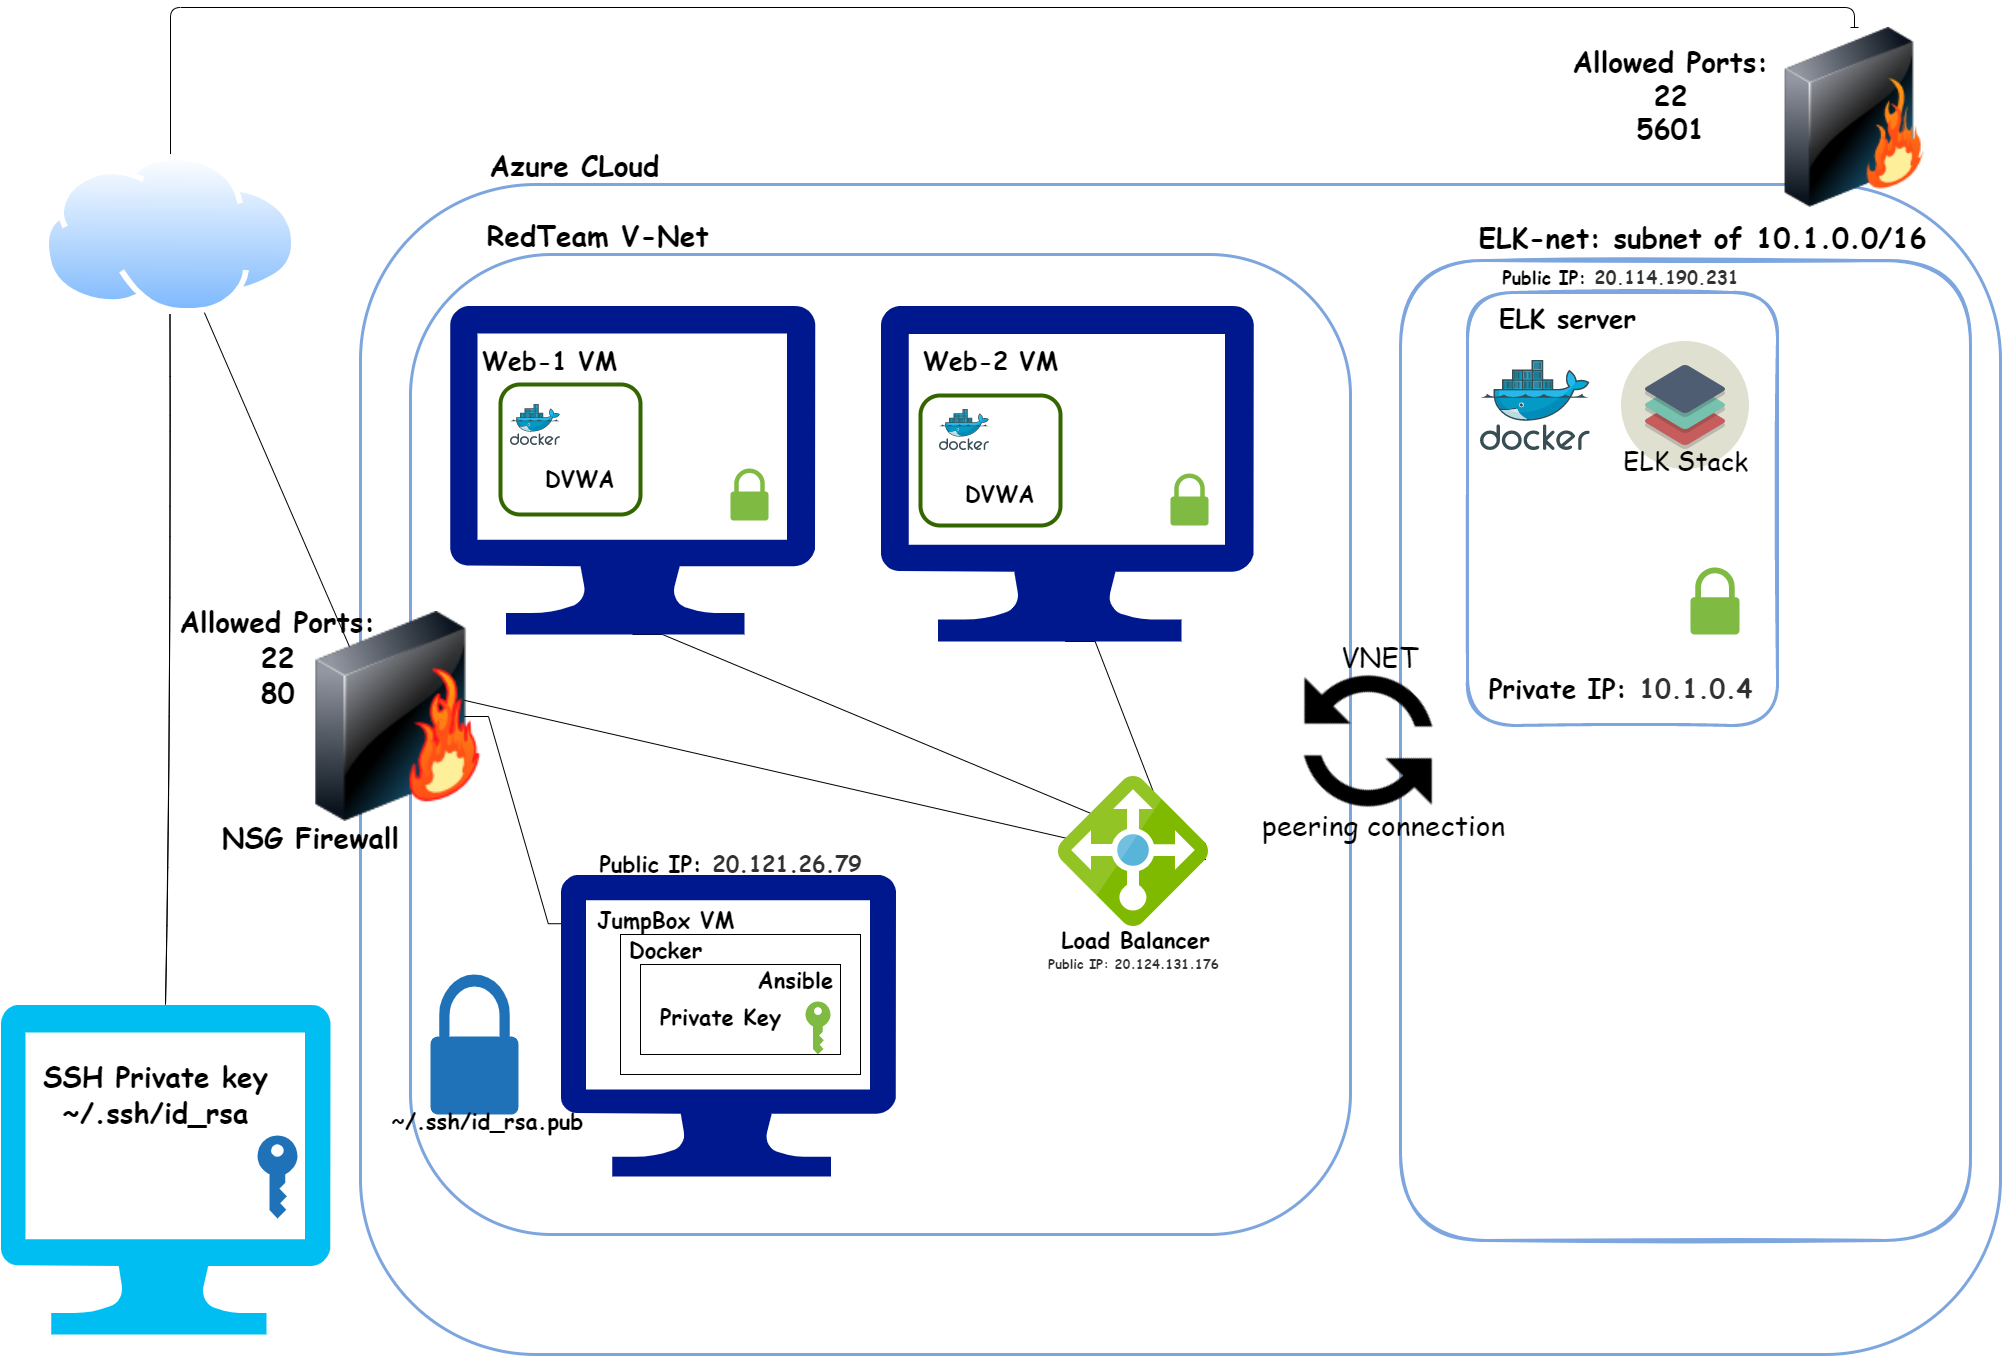 Allowed Ports:
22
5601
Azure CLoud
RedTeam V-Net
ELK-net: subnet of 10.1.0.0/16
Public IP: 20.114.190.231
ELK server
docker
ELK Stack
Private IP: 10.1.0.4
Web-1 VM
docker
DVWA
Web-2 VM
docker
DVWA
Allowed Ports:
22
80
NSG Firewall
VNET
peering connection
Public IP: 20.121.26.79
JumpBox VM
Docker
Ansible
Private Key
Load Balancer
Public IP: 20.124.131.176
~/.ssh/id_rsa.pub
SSH Private key
~/.ssh/id_rsa